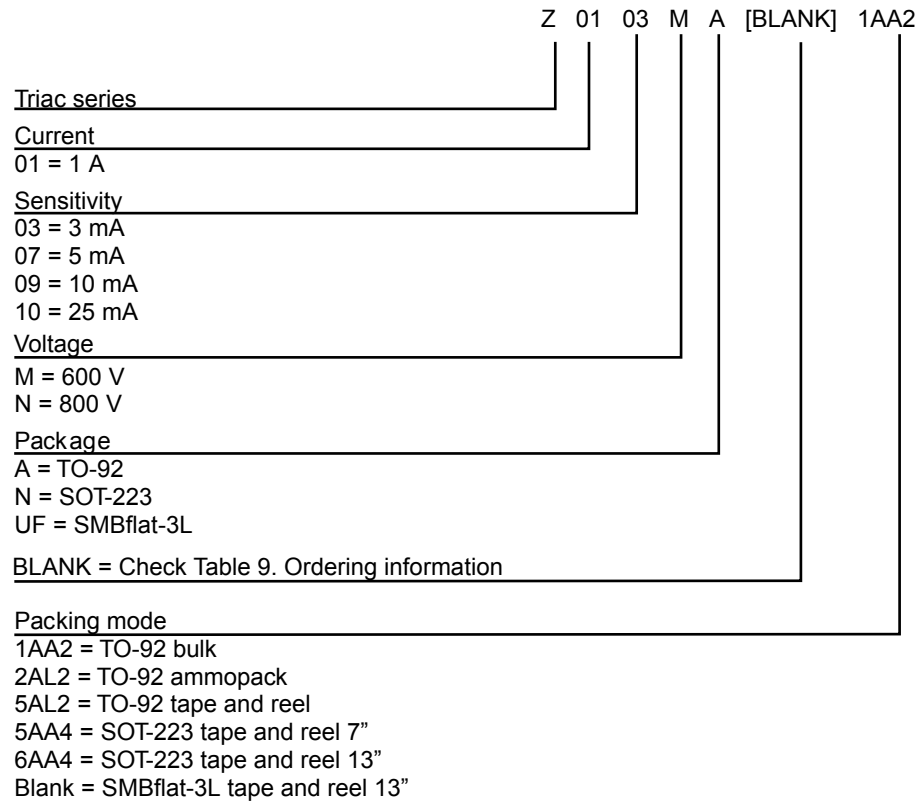 Z 01 03 M A [BLANK] 1AA2
Triac series
Current
01 = 1 A
Sensitivity
03 = 3 mA
07 = 5 mA
09 = 10 mA
10 = 25 mA
Voltage
M = 600 V
N = 800 V
Package
A = TO-92
N = SOT-223
UF = SMBflat-3L
BLANK = Check Table 9. Ordering information
Packing mode
1AA2 = TO-92 bulk
2AL2 = TO-92 ammopack
5AL2 = TO-92 tape and reel
5AA4 = SOT-223 tape and reel 7”
6AA4 = SOT-223 tape and reel 13”
Blank = SMBflat-3L tape and reel 13”